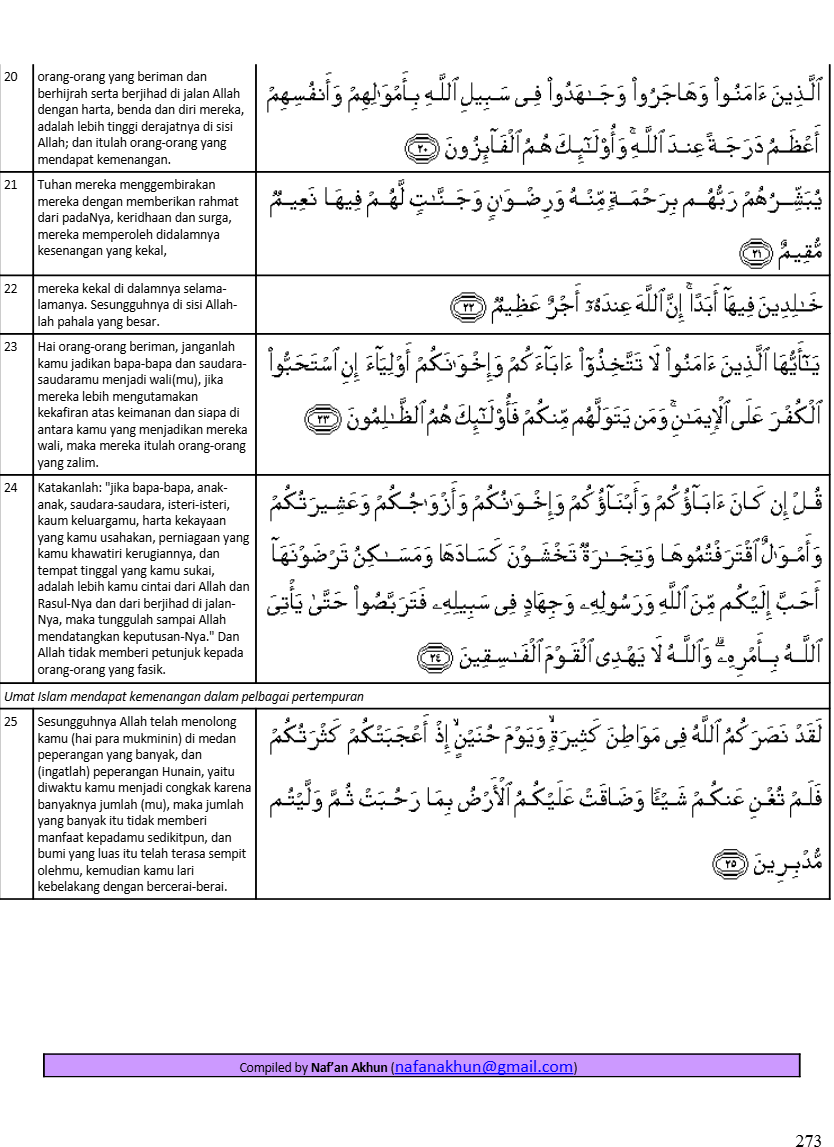 20
orang-orang yang beriman dan
berhijrah serta berjihad di jalan Allah
dengan harta, benda dan diri mereka,
adalah lebih tinggi derajatnya di sisi
Allah; dan itulah orang-orang yang
mendapat kemenangan.
ٱلَّذِينَ ءَامَنُوا۟ وَهَاجَرُوا۟ وَجَـٰهَدُوا۟ فِى سَبِيلِ ٱللَّهِ بِأَمْوَٰلِهِمْ وَأَنفُسِهِمْ
أَعْظَمُ دَرَجَةً عِندَ ٱللَّهِ ۚ وَأُو۟لَـٰٓئِكَ هُمُ ٱلْفَآئِزُونَ ٢٠
21
Tuhan mereka menggembirakan
mereka dengan memberikan rahmat
dari padaNya, keridhaan dan surga,
mereka memperoleh didalamnya
kesenangan yang kekal,
يُبَشِّرُهُمْ رَبُّهُم بِرَحْمَةٍ مِّنْهُ وَرِضْوَٰنٍ وَجَنَّـٰتٍ لَّهُمْ فِيهَا نَعِيمٌ
مُّقِيمٌ ٢١
22
mereka kekal di dalamnya selama-
lamanya. Sesungguhnya di sisi Allah-
lah pahala yang besar.
خَـٰلِدِينَ فِيهَآ أَبَدًا ۚ إِنَّ ٱللَّهَ عِندَهُۥٓ أَجْرٌ عَظِيمٌ ٢٢
23
Hai orang-orang beriman, janganlah
kamu jadikan bapa-bapa dan saudara-
saudaramu menjadi wali(mu), jika
mereka lebih mengutamakan
kekafiran atas keimanan dan siapa di
antara kamu yang menjadikan mereka
wali, maka mereka itulah orang-orang
yang zalim.
يَـٰٓأَيُّهَا ٱلَّذِينَ ءَامَنُوا۟ لَا تَتَّخِذُوٓا۟ ءَابَآءَكُمْ وَإِخْوَٰنَكُمْ أَوْلِيَآءَ إِنِ ٱسْتَحَبُّوا۟
ٱلْكُفْرَ عَلَى ٱلْإِيمَـٰنِ ۚ وَمَن يَتَوَلَّهُم مِّنكُمْ فَأُو۟لَـٰٓئِكَ هُمُ ٱلظَّـٰلِمُونَ ٢٣
24
Katakanlah: "jika bapa-bapa, anak-
anak, saudara-saudara, isteri-isteri,
kaum keluargamu, harta kekayaan
yang kamu usahakan, perniagaan yang
kamu khawatiri kerugiannya, dan
tempat tinggal yang kamu sukai,
adalah lebih kamu cintai dari Allah dan
Rasul-Nya dan dari berjihad di jalan-
Nya, maka tunggulah sampai Allah
mendatangkan keputusan-Nya." Dan
Allah tidak memberi petunjuk kepada
orang-orang yang fasik.
قُلْ إِن كَانَ ءَابَآؤُكُمْ وَأَبْنَآؤُكُمْ وَإِخْوَٰنُكُمْ وَأَزْوَٰجُكُمْ وَعَشِيرَتُكُمْ
وَأَمْوَٰلٌ ٱقْتَرَفْتُمُوهَا وَتِجَـٰرَةٌ تَخْشَوْنَ كَسَادَهَا وَمَسَـٰكِنُ تَرْضَوْنَهَآ
أَحَبَّ إِلَيْكُم مِّنَ ٱللَّهِ وَرَسُولِهِۦ وَجِهَادٍ فِى سَبِيلِهِۦ فَتَرَبَّصُوا۟ حَتَّىٰ يَأْتِىَ
ٱللَّهُ بِأَمْرِهِۦ ۗ وَٱللَّهُ لَا يَهْدِى ٱلْقَوْمَ ٱلْفَـٰسِقِينَ ٢٤
Umat Islam mendapat kemenangan dalam pelbagai pertempuran
25
Sesungguhnya Allah telah menolong
kamu (hai para mukminin) di medan
peperangan yang banyak, dan
(ingatlah) peperangan Hunain, yaitu
diwaktu kamu menjadi congkak karena
banyaknya jumlah (mu), maka jumlah
yang banyak itu tidak memberi
manfaat kepadamu sedikitpun, dan
bumi yang luas itu telah terasa sempit
olehmu, kemudian kamu lari
kebelakang dengan bercerai-berai.
لَقَدْ نَصَرَكُمُ ٱللَّهُ فِى مَوَاطِنَ كَثِيرَةٍ ۙ وَيَوْمَ حُنَيْنٍ ۙ إِذْ أَعْجَبَتْكُمْ كَثْرَتُكُمْ
فَلَمْ تُغْنِ عَنكُمْ شَيْـًٔا وَضَاقَتْ عَلَيْكُمُ ٱلْأَرْضُ بِمَا رَحُبَتْ ثُمَّ وَلَّيْتُم
مُّدْبِرِينَ ٢٥
Compiled by Naf'an Akhun (nafanakhun@gmail.com)
273